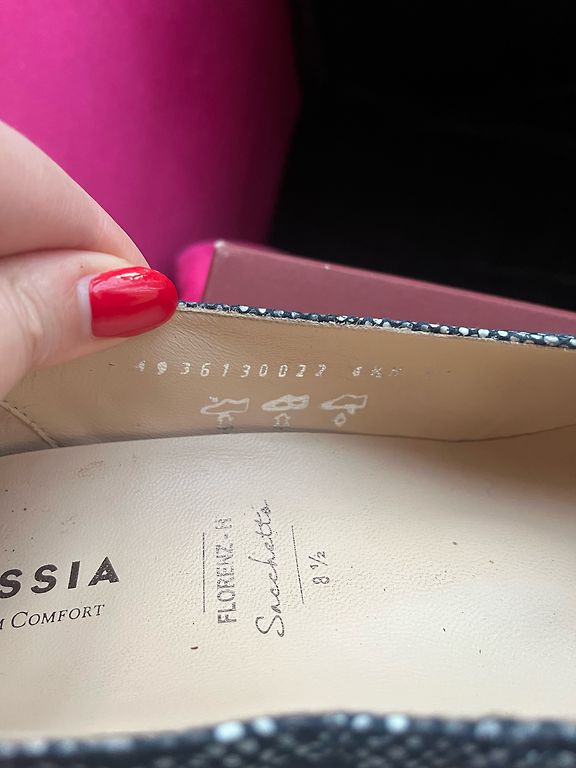 4936130022
SSIA
M COMFORT
FLORENZ - H
Sacchetto
8 ½